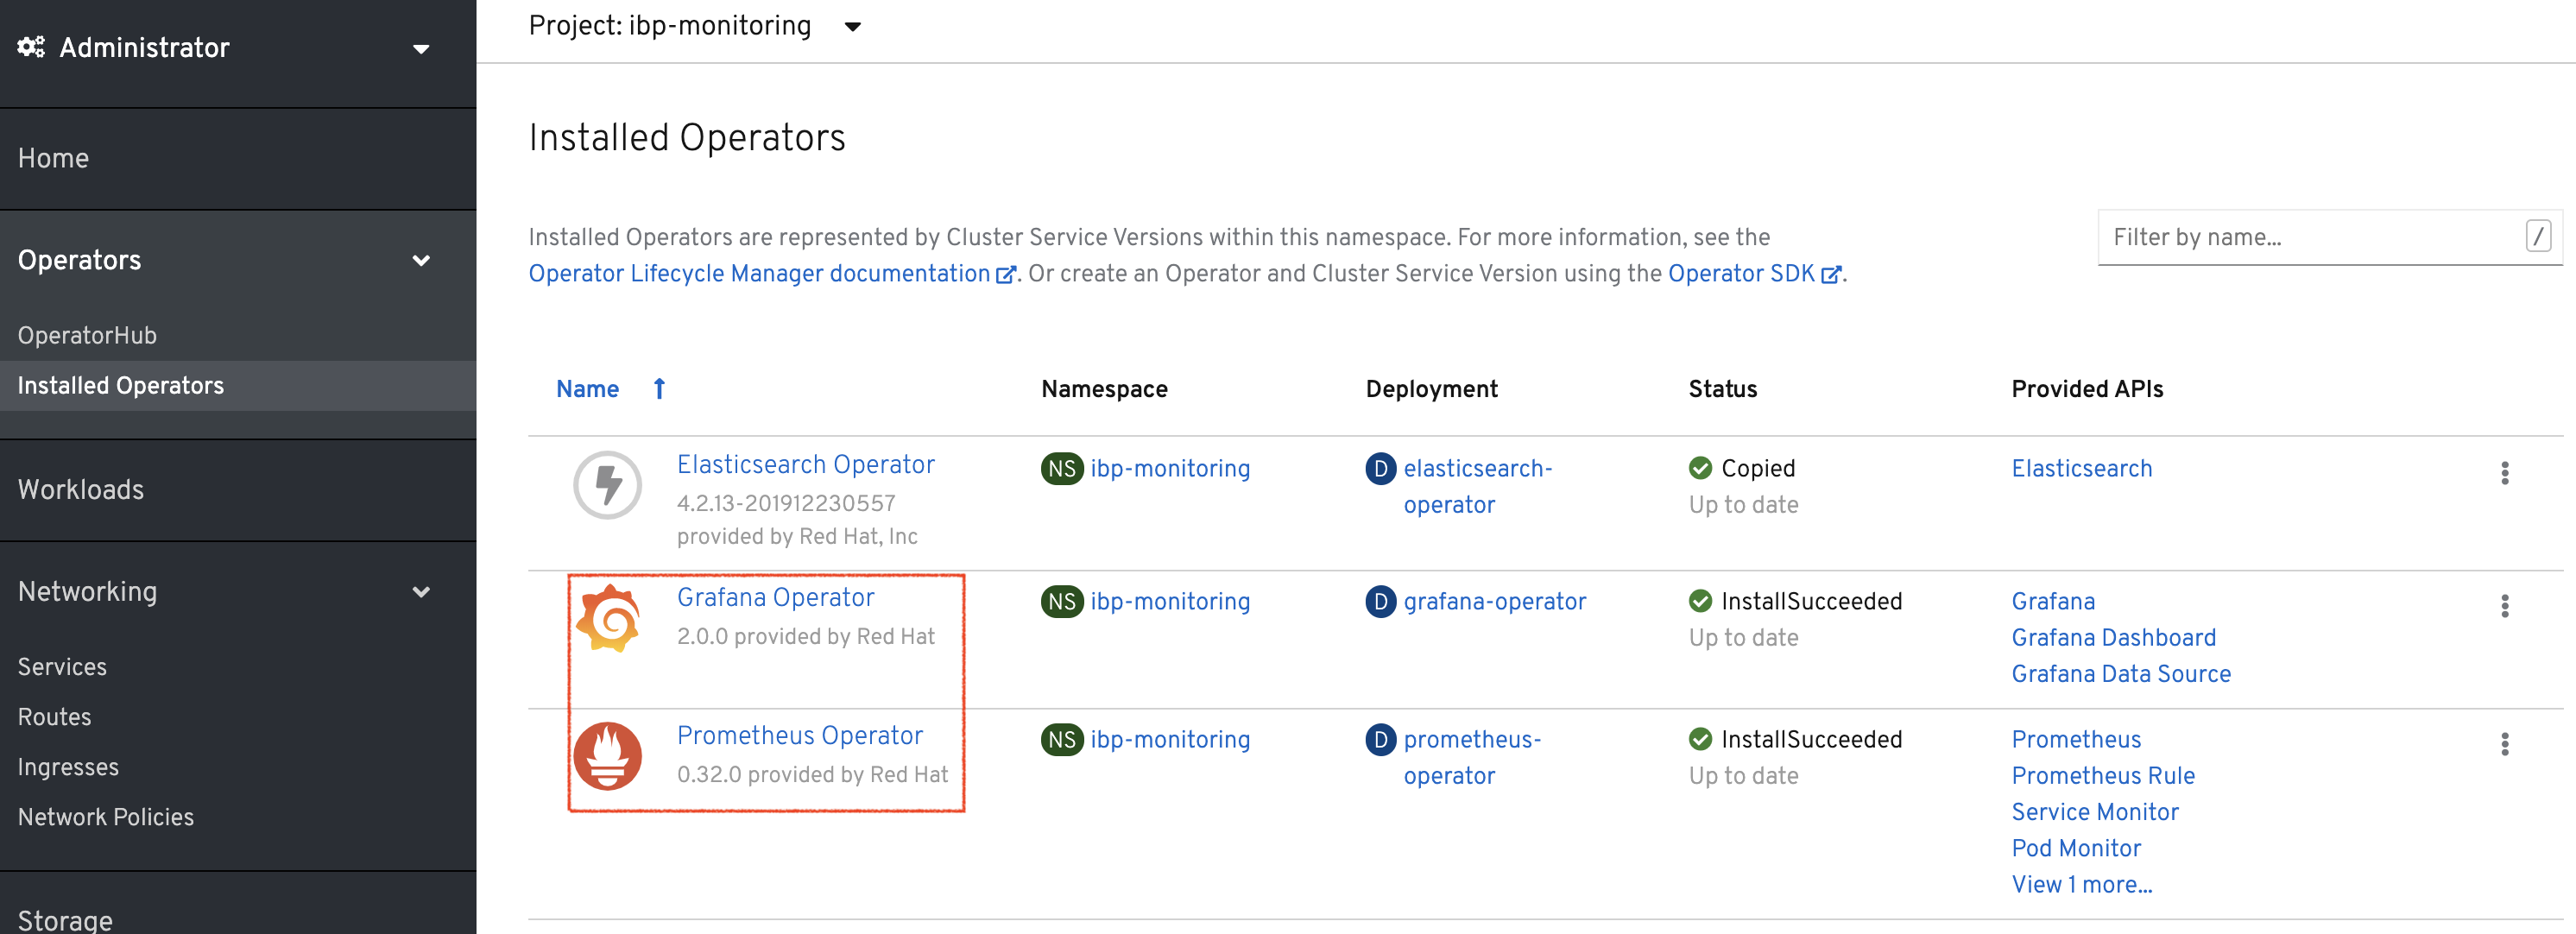 Administrator
Home
Operators
OperatorHub
Installed Operators
Workloads
Networking
Services
Routes
Ingresses
Network Policies
Storage
Project: ibp-monitoring
Installed Operators
Installed Operators are represented by Cluster Service Versions within this namespace. For more information, see the
Operator Lifecycle Manager documentation. Or create an Operator and Cluster Service Version using the Operator SDK.
Filter by name... /
Name Namespace Deployment Status Provided APIs
Elasticsearch Operator
4.2.13-201912230557
provided by Red Hat, Inc
NS ibp-monitoring
D elasticsearch-
operator
Copied
Up to date
Elasticsearch
Grafana Operator
2.0.0 provided by Red Hat
NS ibp-monitoring
D grafana-operator
InstallSucceeded
Up to date
Grafana
Grafana Dashboard
Grafana Data Source
Prometheus Operator
0.32.0 provided by Red Hat
NS ibp-monitoring
D prometheus-
operator
InstallSucceeded
Up to date
Prometheus
Prometheus Rule
Service Monitor
Pod Monitor
View 1 more...